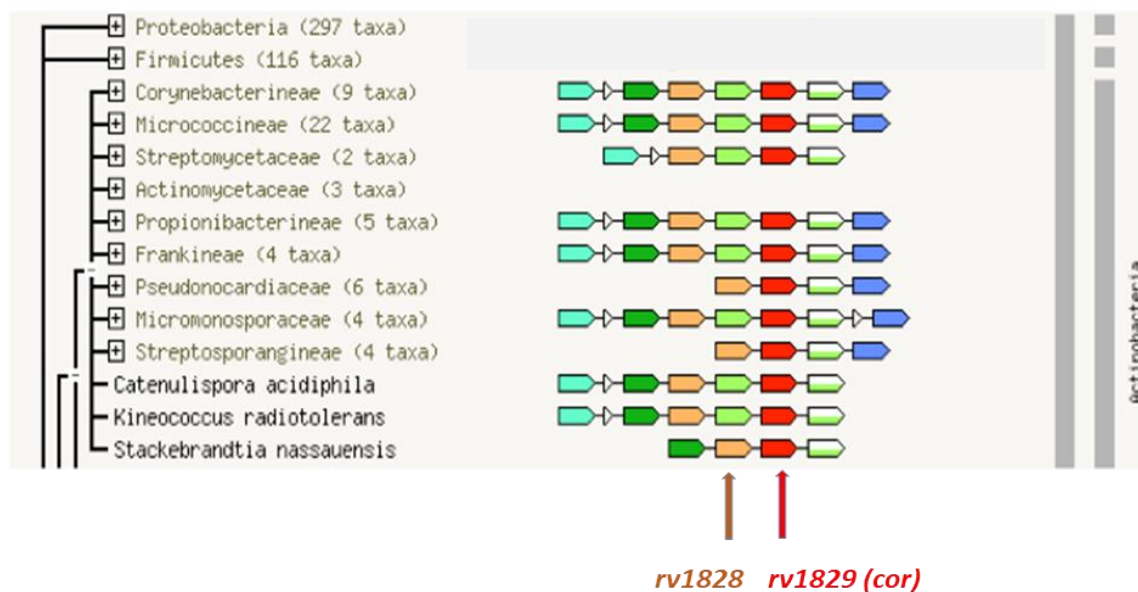 Proteobacteria (297 taxa)
Firmicutes (116 taxa)
Corynebacterineae (9 taxa)
Micrococcineae (22 taxa)
Streptomycetaceae (2 taxa)
Actinomycetaceae (3 taxa)
Propionibacterineae (5 taxa)
Frankineae (4 taxa)
Pseudonocardiaceae (6 taxa)
Micromonosporaceae (4 taxa)
Streptosporangineae (4 taxa)
Catenulispora acidiphila
Kineococcus radiotolerans
Stackebrandtia nassauensis
Actinobacteria
rv1828 rv1829 (cor)